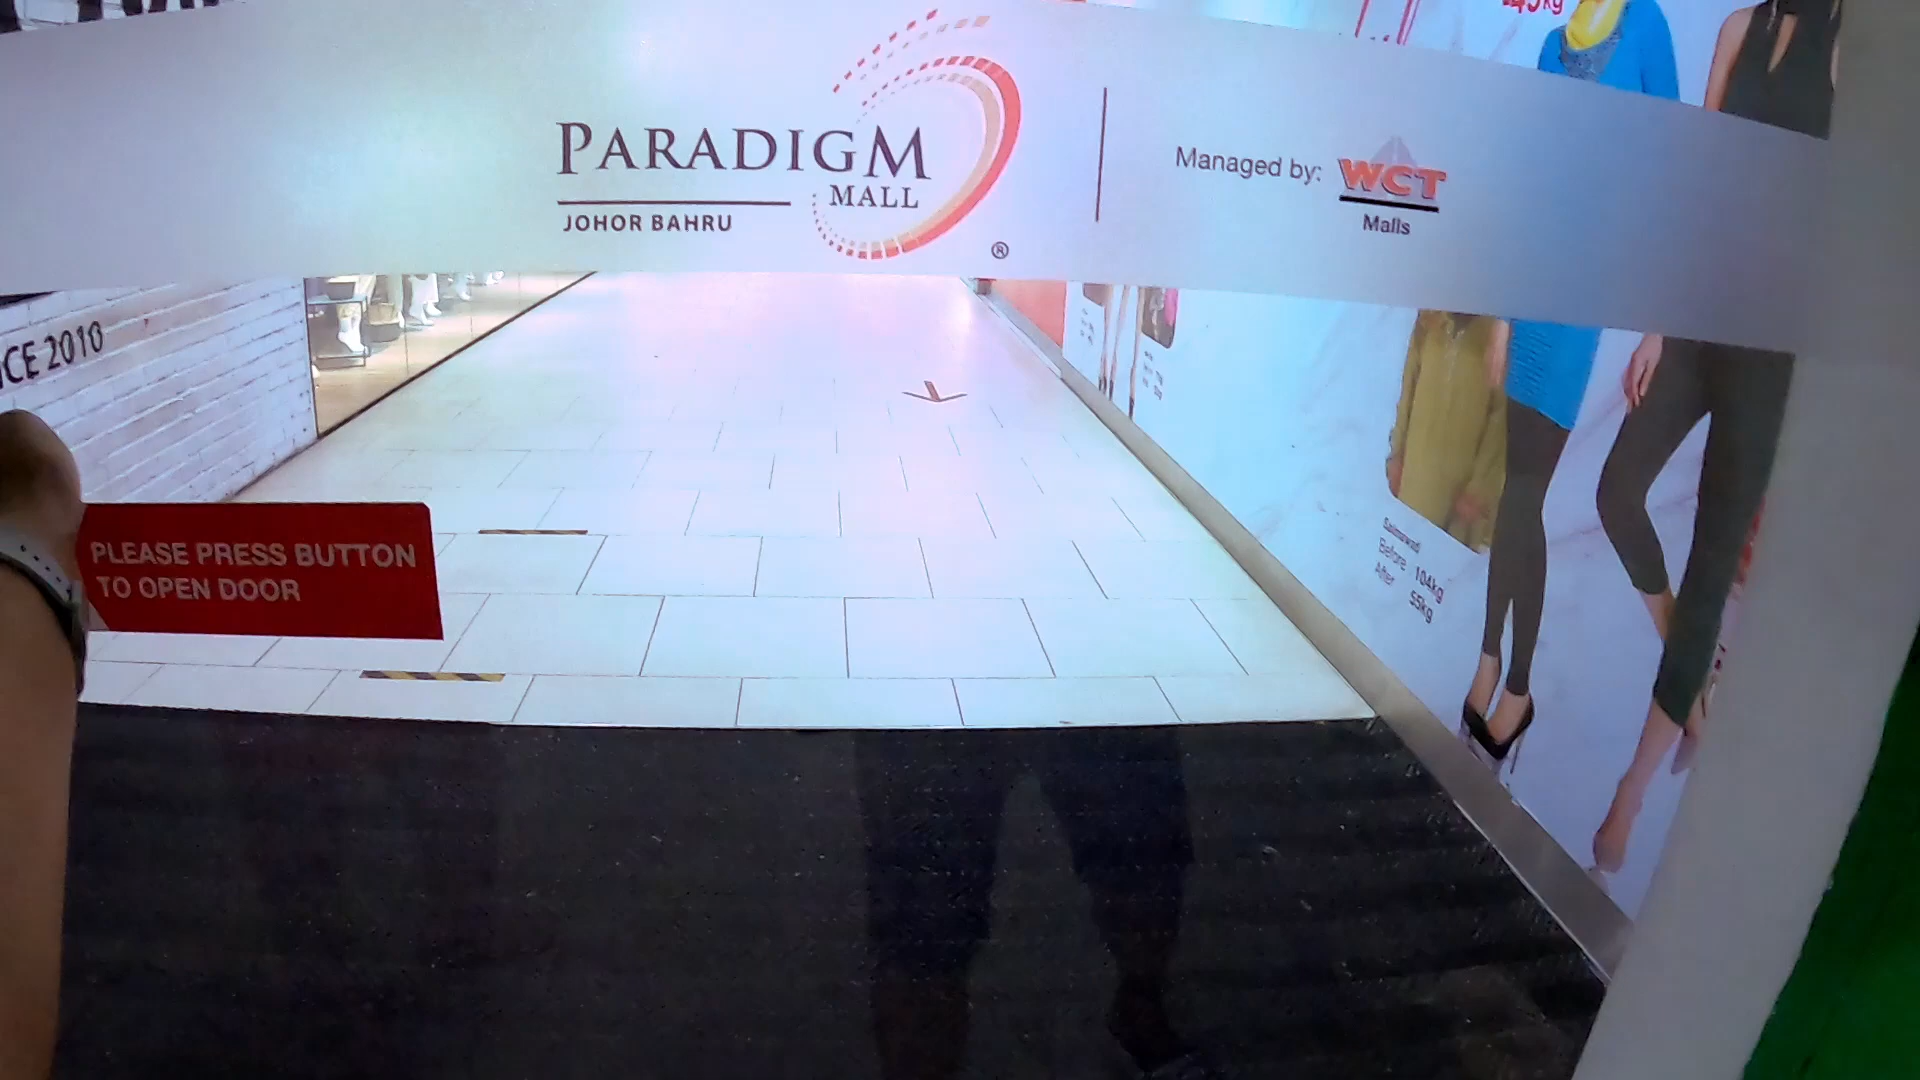 45kg
PARADIGM
MALL
JOHOR BAHRU
®
Managed by:
WCT
Malls
CE 2010
PLEASE PRESS BUTTON
TO OPEN DOOR
Before 104kg
After 55kg